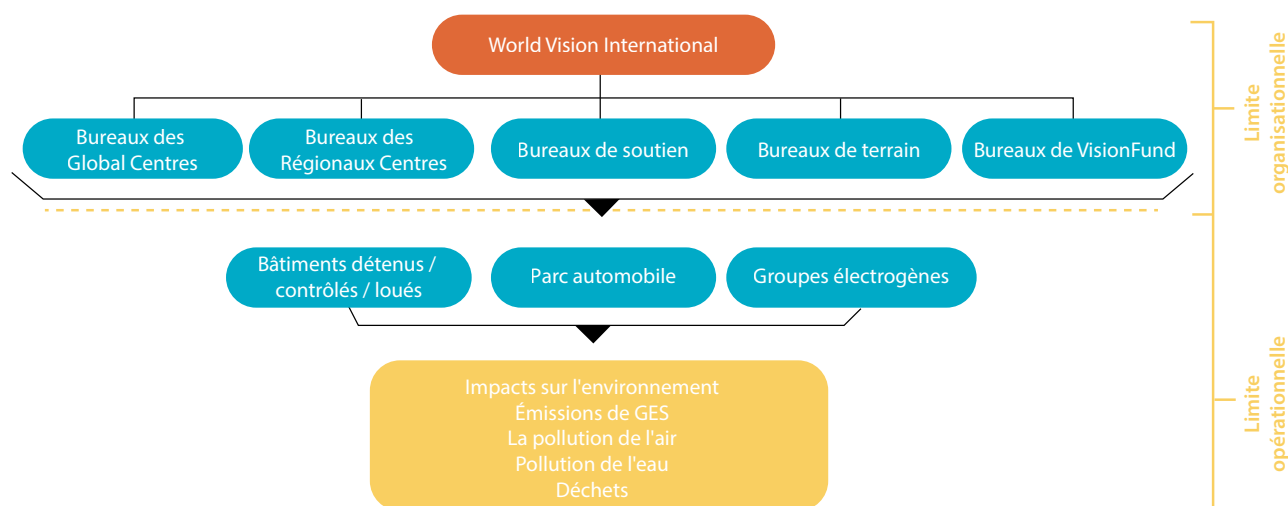 World Vision International
Bureaux des
Global Centres
Bureaux des
Régionaux Centres
Bureaux de soutien
Bureaux de terrain
Bureaux de VisionFund
Limite
organisationnelle
Bâtiments détenus /
contrôlés / loués
Parc automobile
Groupes électrogènes
Impacts sur l'environnement
Émissions de GES
La pollution de l'air
Pollution de l'eau
Déchets
Limite
opérationnelle